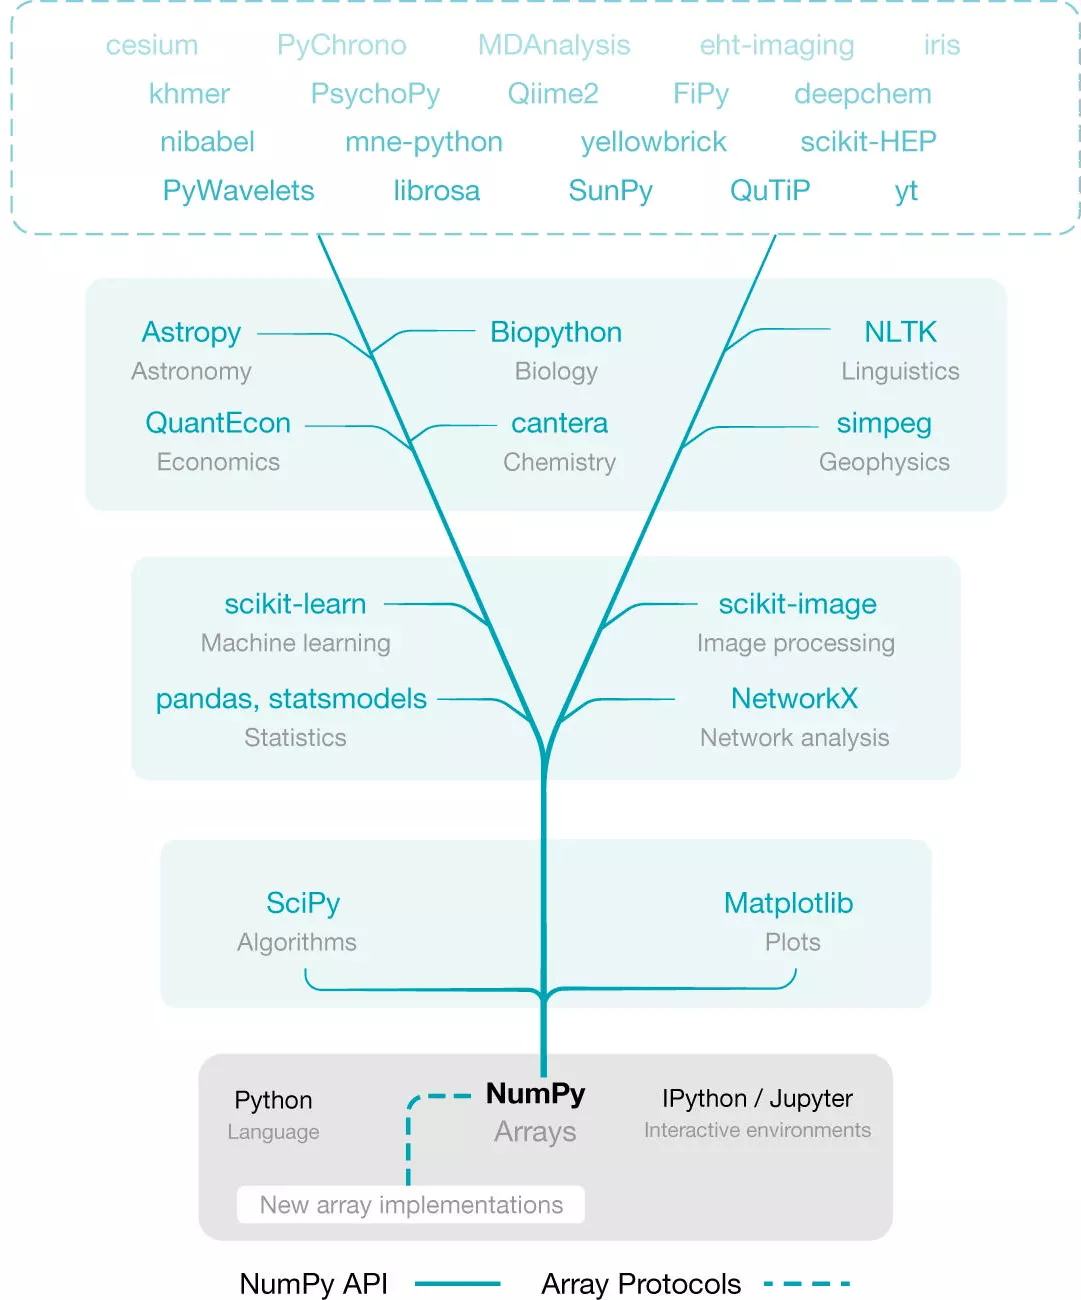 cesium PyChrono MDAnalysis eht-imaging iris
khmer PsychoPy Qiime2 FiPy deepchem
nibabel mne-python yellowbrick scikit-HEP
PyWavelets librosa SunPy QuTiP yt
Astropy Biopython NLTK
Astronomy Biology Linguistics
QuantEcon cantera simpeg
Economics Chemistry Geophysics
scikit-learn scikit-image
Machine learning Image processing
pandas, statsmodels NetworkX
Statistics Network analysis
SciPy Matplotlib
Algorithms Plots
Python NumPy IPython / Jupyter
Language Arrays Interactive environments
New array implementations
NumPy API Array Protocols